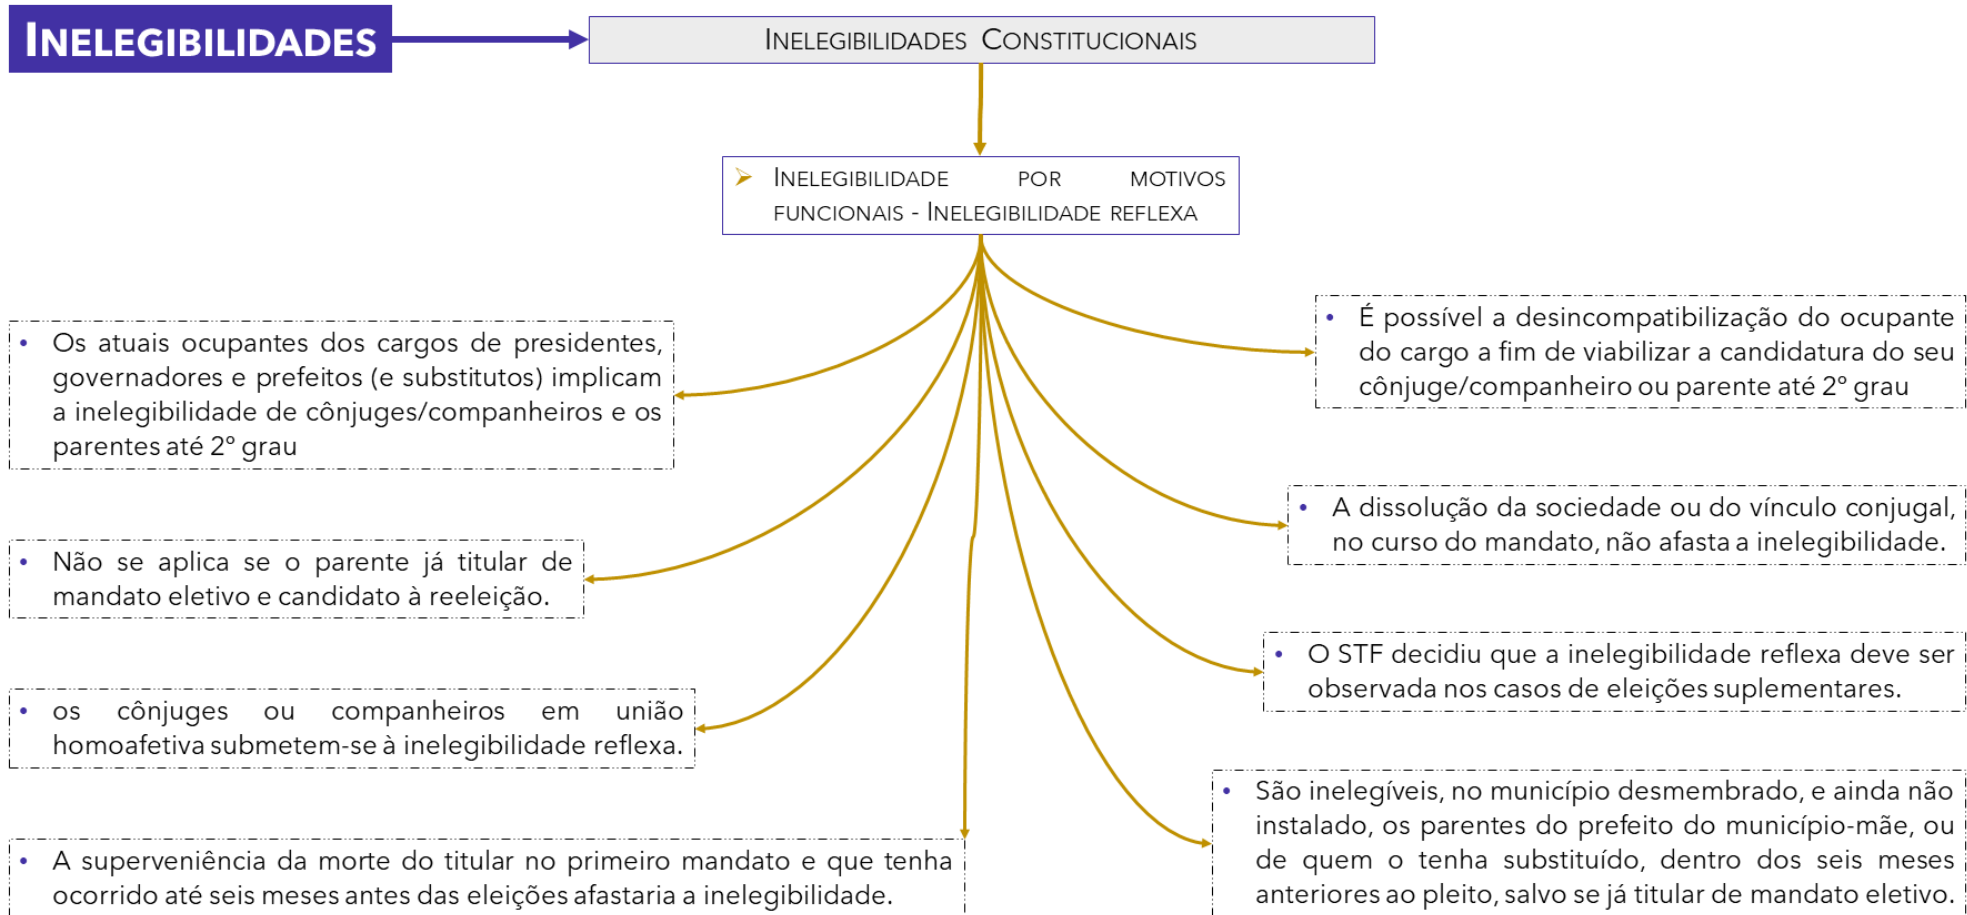 INELEGIBILIDADES
INELEGIBILIDADES CONSTITUCIONAIS
➢ INELEGIBILIDADE POR MOTIVOS
FUNCIONAIS - INELEGIBILIDADE REFLEXA
• Os atuais ocupantes dos cargos de presidentes,
governadores e prefeitos (e substitutos) implicam
a inelegibilidade de cônjuges/companheiros e os
parentes até 2º grau
• Não se aplica se o parente já titular de
mandato eletivo e candidato à reeleição.
• os cônjuges ou companheiros em união
homoafetiva submetem-se à inelegibilidade reflexa.
• A superveniência da morte do titular no primeiro mandato e que tenha
ocorrido até seis meses antes das eleições afastaria a inelegibilidade.
• É possível a desincompatibilização do ocupante
do cargo a fim de viabilizar a candidatura do seu
cônjuge/companheiro ou parente até 2º grau
• A dissolução da sociedade ou do vínculo conjugal,
no curso do mandato, não afasta a inelegibilidade.
• O STF decidiu que a inelegibilidade reflexa deve ser
observada nos casos de eleições suplementares.
• São inelegíveis, no município desmembrado, e ainda não
instalado, os parentes do prefeito do município-mãe, ou
de quem o tenha substituído, dentro dos seis meses
anteriores ao pleito, salvo se já titular de mandato eletivo.